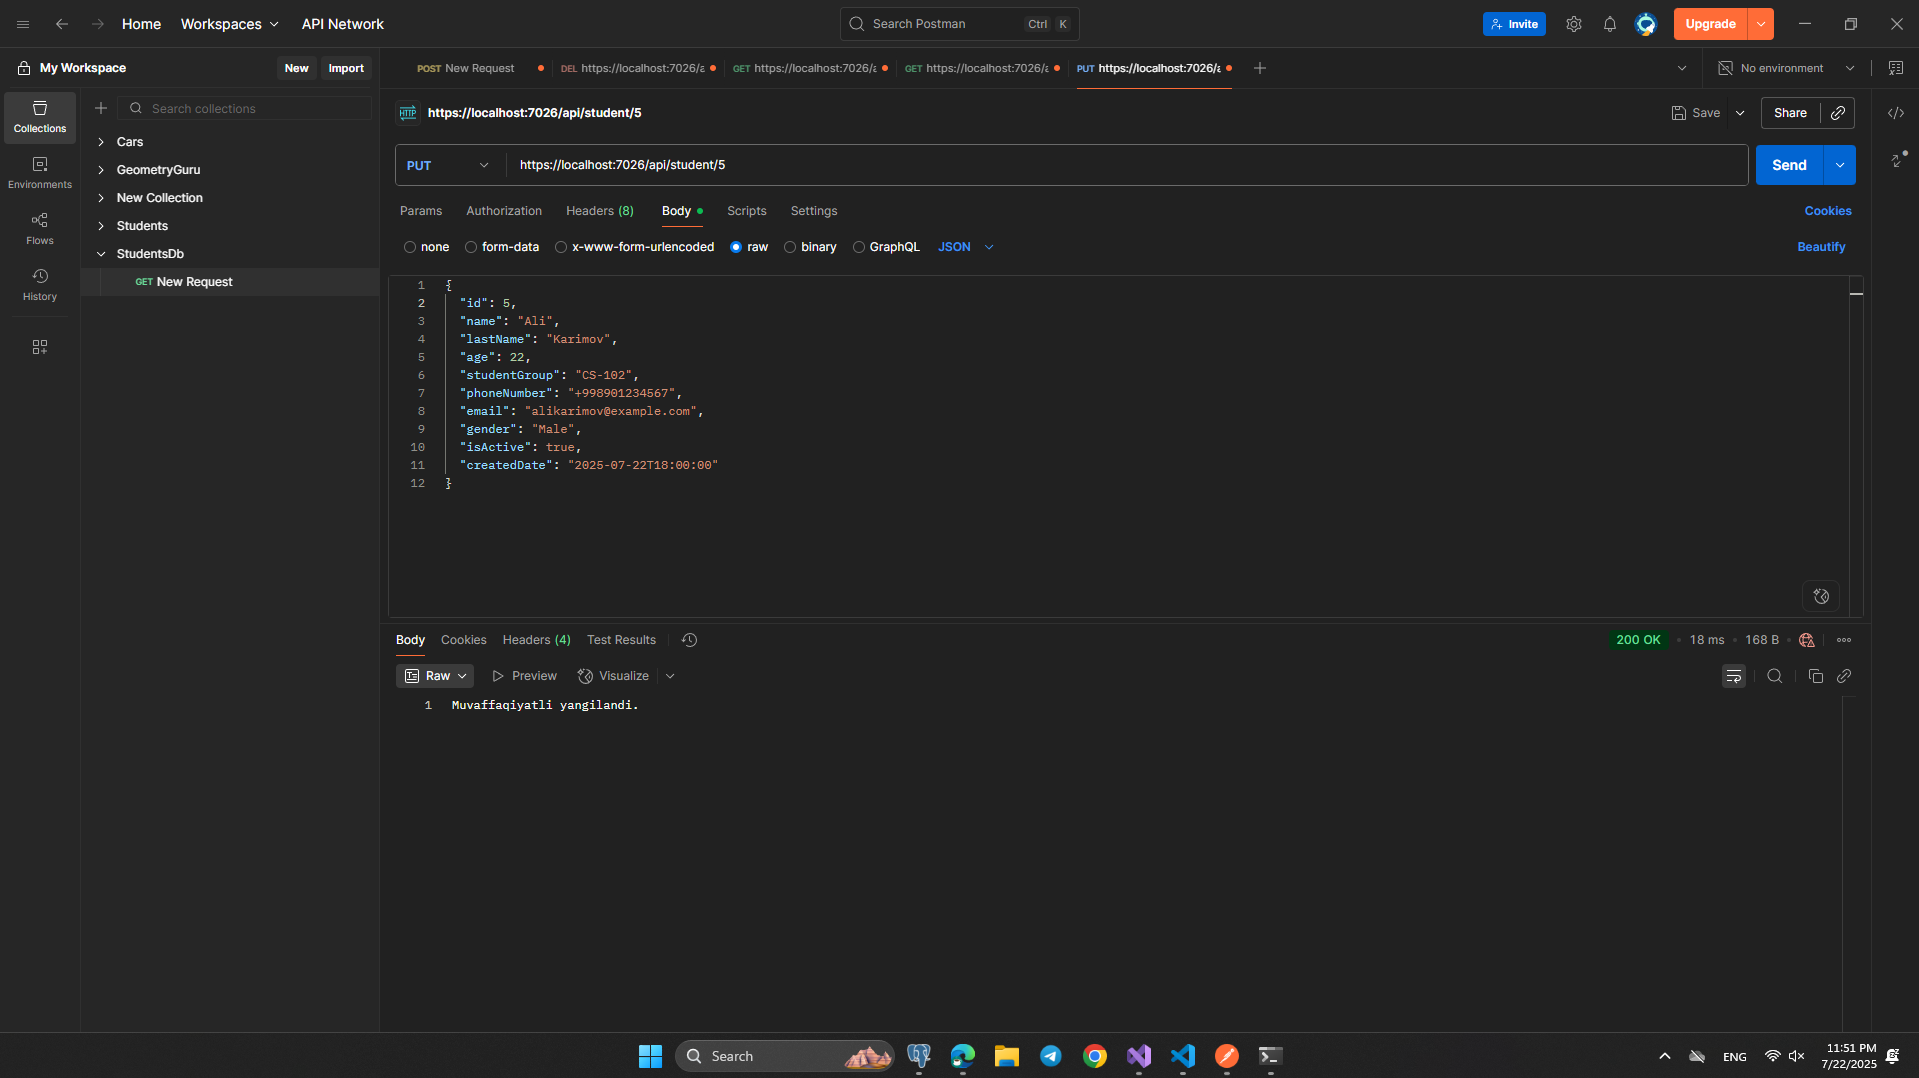 Home Workspaces API Network
Search Postman Ctrl K
Invite Upgrade
My Workspace New Import
POST New Request
DEL https://localhost:7026/a
GET https://localhost:7026/a
GET https://localhost:7026/a
PUT https://localhost:7026/a
No environment
Collections
Environments
Flows
History
Search collections
Cars
GeometryGuru
New Collection
Students
StudentsDb
GET New Request
HTTP https://localhost:7026/api/student/5
Save Share
PUT https://localhost:7026/api/student/5
Send
Params Authorization Headers (8) Body Scripts Settings Cookies
none form-data x-www-form-urlencoded raw binary GraphQL JSON Beautify
1 {
2 "id": 5,
3 "name": "Ali",
4 "lastName": "Karimov",
5 "age": 22,
6 "studentGroup": "CS-102",
7 "phoneNumber": "+998901234567",
8 "email": "alikarimov@example.com",
9 "gender": "Male",
10 "isActive": true,
11 "createdDate": "2025-07-22T18:00:00"
12 }
Body Cookies Headers (4) Test Results
200 OK 18 ms 168 B
Raw Preview Visualize
1 Muvaffaqiyatli yangilandi.
Search
ENG
11:51 PM
7/22/2025